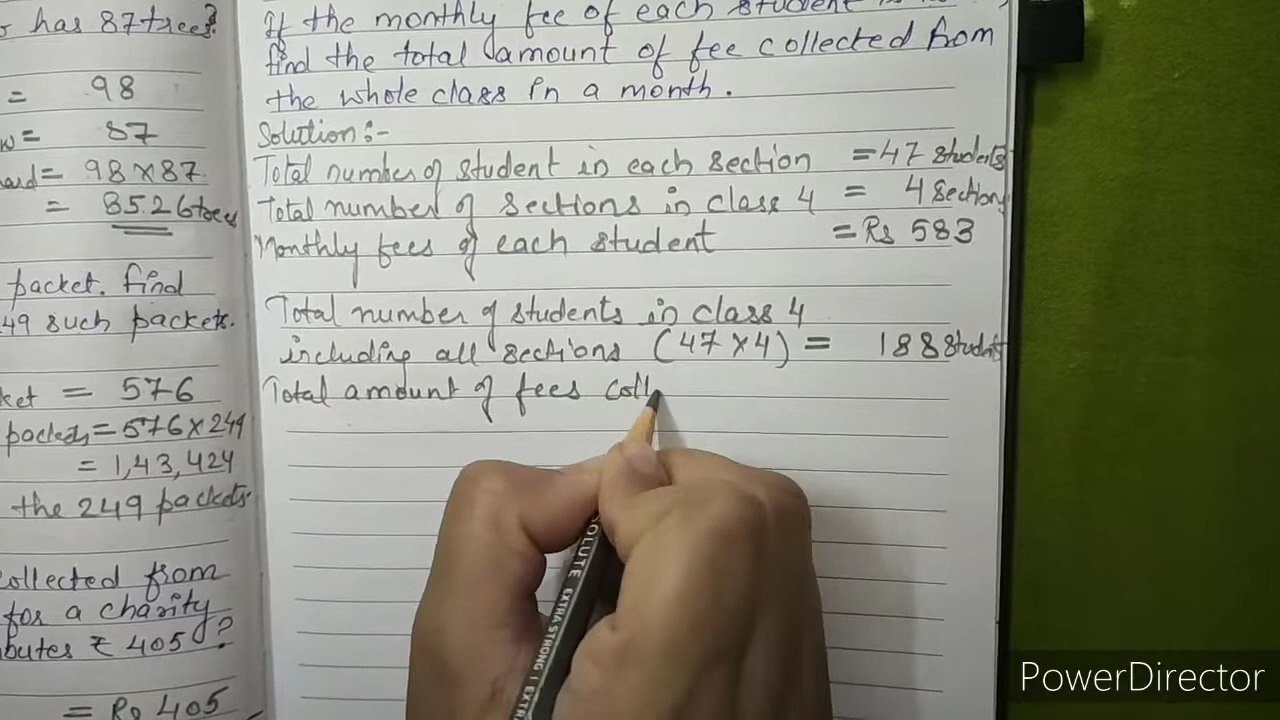 has 87 trees?
= 98
= 87
= 98×87
= 8526 trees
packet. find
49 such packets.
= 576
= 576×249
= 1,43,424
the 249 packets.
collected from
for a charity
butes ₹ 405?
= Rs 405
If the monthly fee of each student
find the total amount of fee collected from
the whole class in a month.
Solution:-
Total number of student in each section = 47 students
Total number of sections in class 4 = 4 section
Monthly fees of each student = Rs 583
Total number of students in class 4
including all sections (47×4) = 188 students
Total amount of fees coll
SOLUTE EXTRA STRONG EXTR
PowerDirector